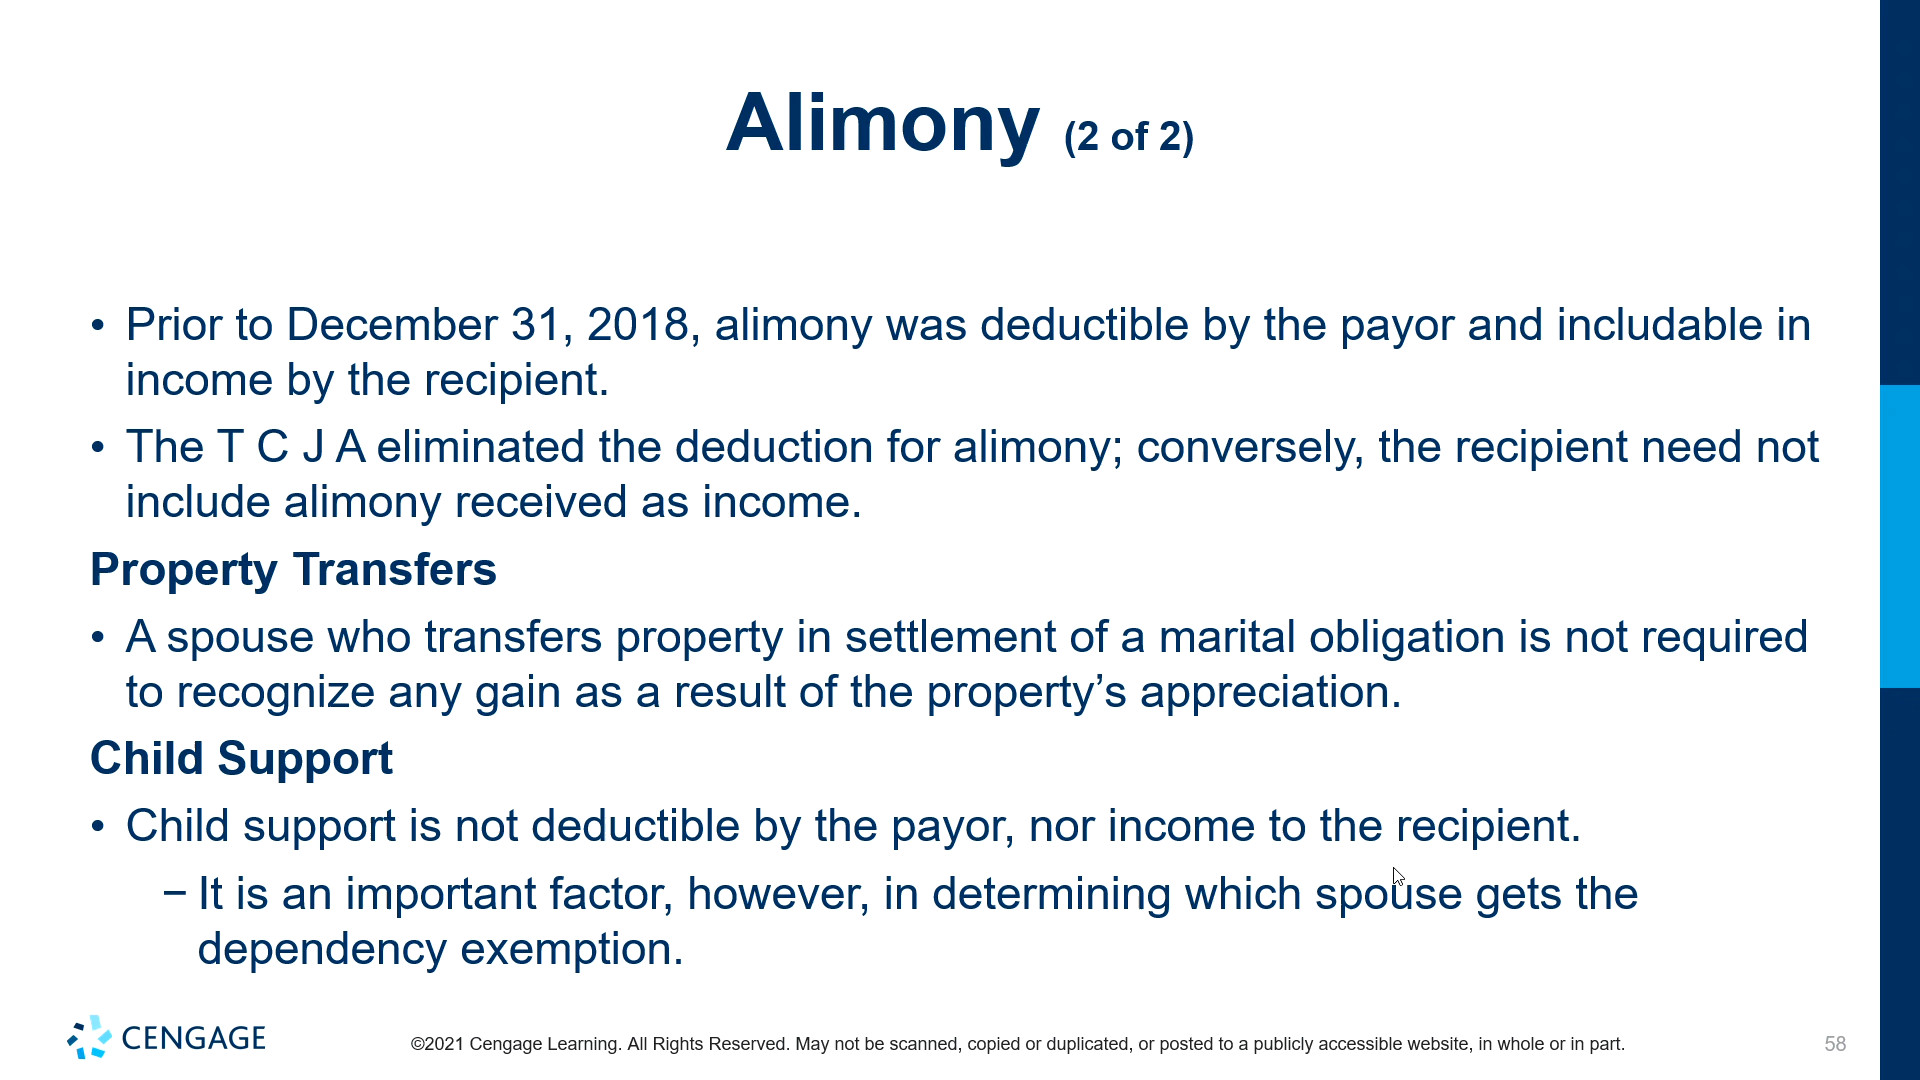 Alimony (2 of 2)
• Prior to December 31, 2018, alimony was deductible by the payor and includable in
income by the recipient.
• The T C J A eliminated the deduction for alimony; conversely, the recipient need not
include alimony received as income.
Property Transfers
• A spouse who transfers property in settlement of a marital obligation is not required
to recognize any gain as a result of the property’s appreciation.
Child Support
• Child support is not deductible by the payor, nor income to the recipient.
– It is an important factor, however, in determining which spouse gets the
dependency exemption.
CENGAGE
©2021 Cengage Learning. All Rights Reserved. May not be scanned, copied or duplicated, or posted to a publicly accessible website, in whole or in part.
58